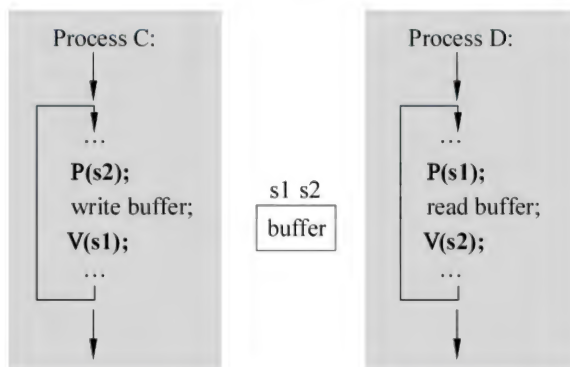 Process C:
...
P(s2);
write buffer;
V(s1);
...
s1 s2
buffer
Process D:
...
P(s1);
read buffer;
V(s2);
...